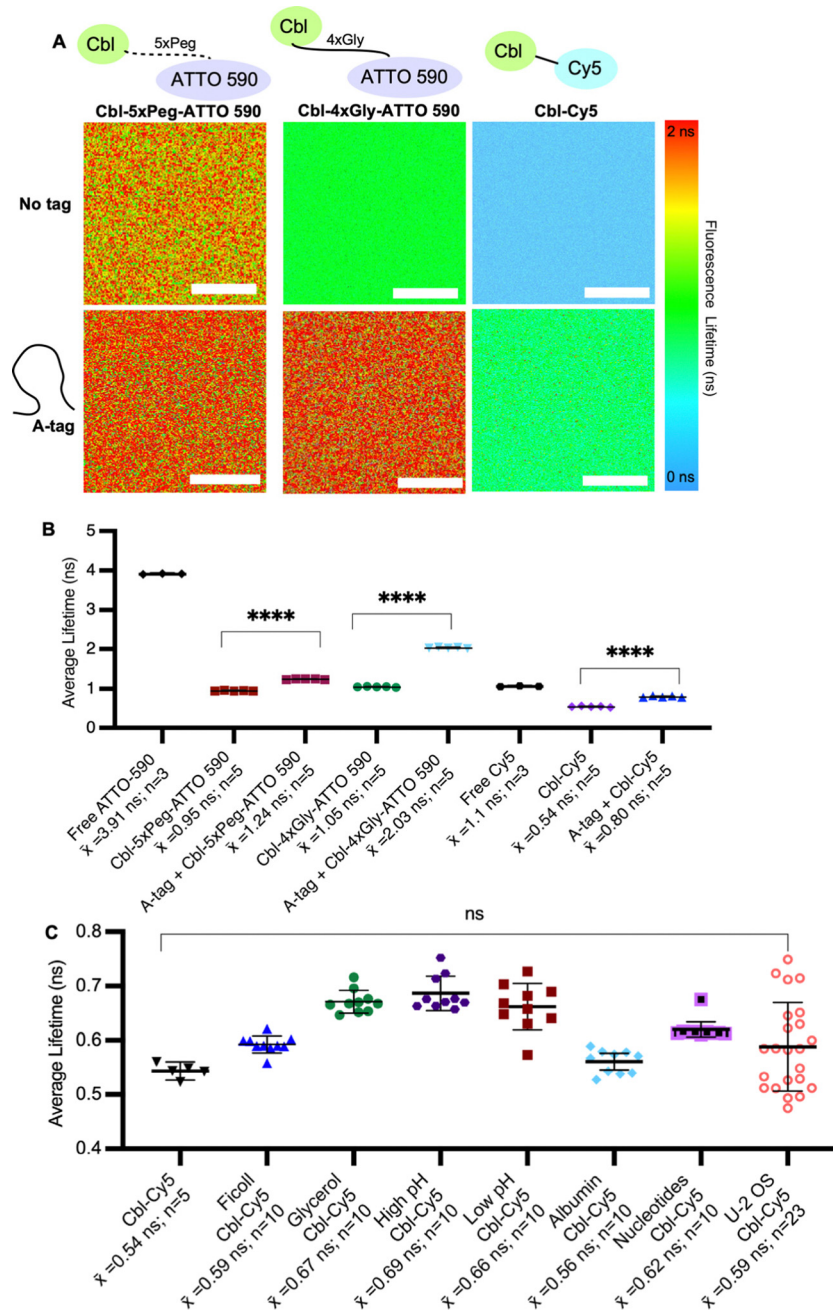 A
Cbl
5xPeg
ATTO 590
Cbl
4xGly
ATTO 590
Cbl
Cy5
Cbl-5xPeg-ATTO 590
Cbl-4xGly-ATTO 590
Cbl-Cy5
No tag
A-tag
2 ns
Fluorescence Lifetime (ns)
0 ns
B
Average Lifetime (ns)
5
4
3
2
1
0
****
****
****
Free ATTO-590
x̄ =3.91 ns; n=3
Cbl-5xPeg-ATTO 590
x̄ =0.95 ns; n=5
A-tag + Cbl-5xPeg-ATTO 590
x̄ =1.24 ns; n=5
Cbl-4xGly-ATTO 590
x̄ =1.05 ns; n=5
A-tag + Cbl-4xGly-ATTO 590
x̄ =2.03 ns; n=5
Free Cy5
x̄ =1.1 ns; n=3
Cbl-Cy5
x̄ =0.54 ns; n=5
A-tag + Cbl-Cy5
x̄ =0.80 ns; n=5
C
ns
Average Lifetime (ns)
0.8
0.7
0.6
0.5
0.4
Cbl-Cy5
x̄ =0.54 ns; n=5
Ficoll
Cbl-Cy5
x̄ =0.59 ns; n=10
Glycerol
Cbl-Cy5
x̄ =0.67 ns; n=10
High pH
Cbl-Cy5
x̄ =0.69 ns; n=10
Low pH
Cbl-Cy5
x̄ =0.66 ns; n=10
Albumin
Cbl-Cy5
x̄ =0.56 ns; n=10
Nucleotides
Cbl-Cy5
x̄ =0.62 ns; n=10
U-2 OS
Cbl-Cy5
x̄ =0.59 ns; n=23